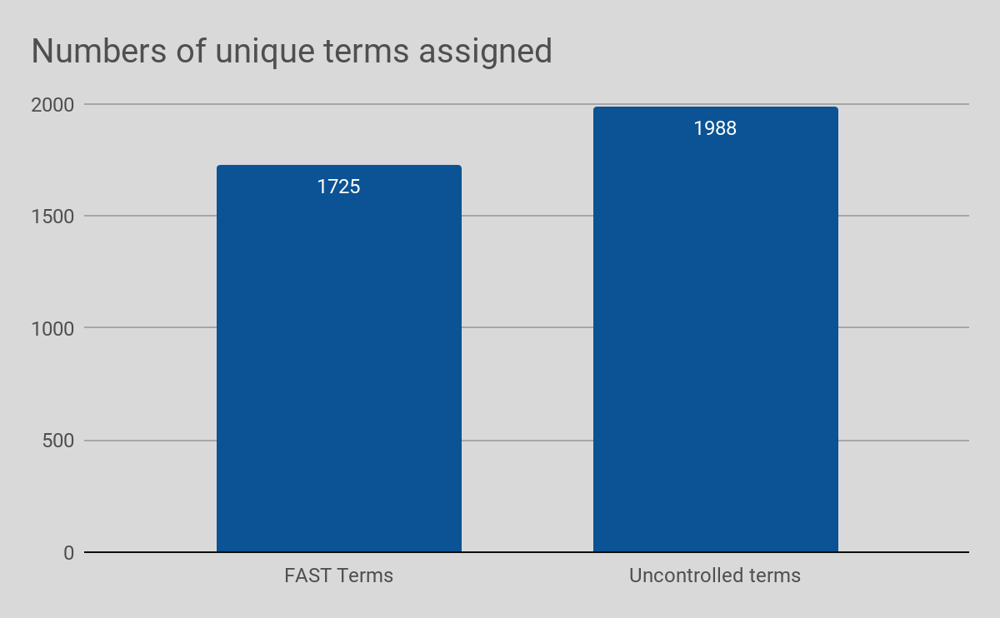 Numbers of unique terms assigned
2000
1988
1725
1500
1000
500
0
FAST Terms
Uncontrolled terms